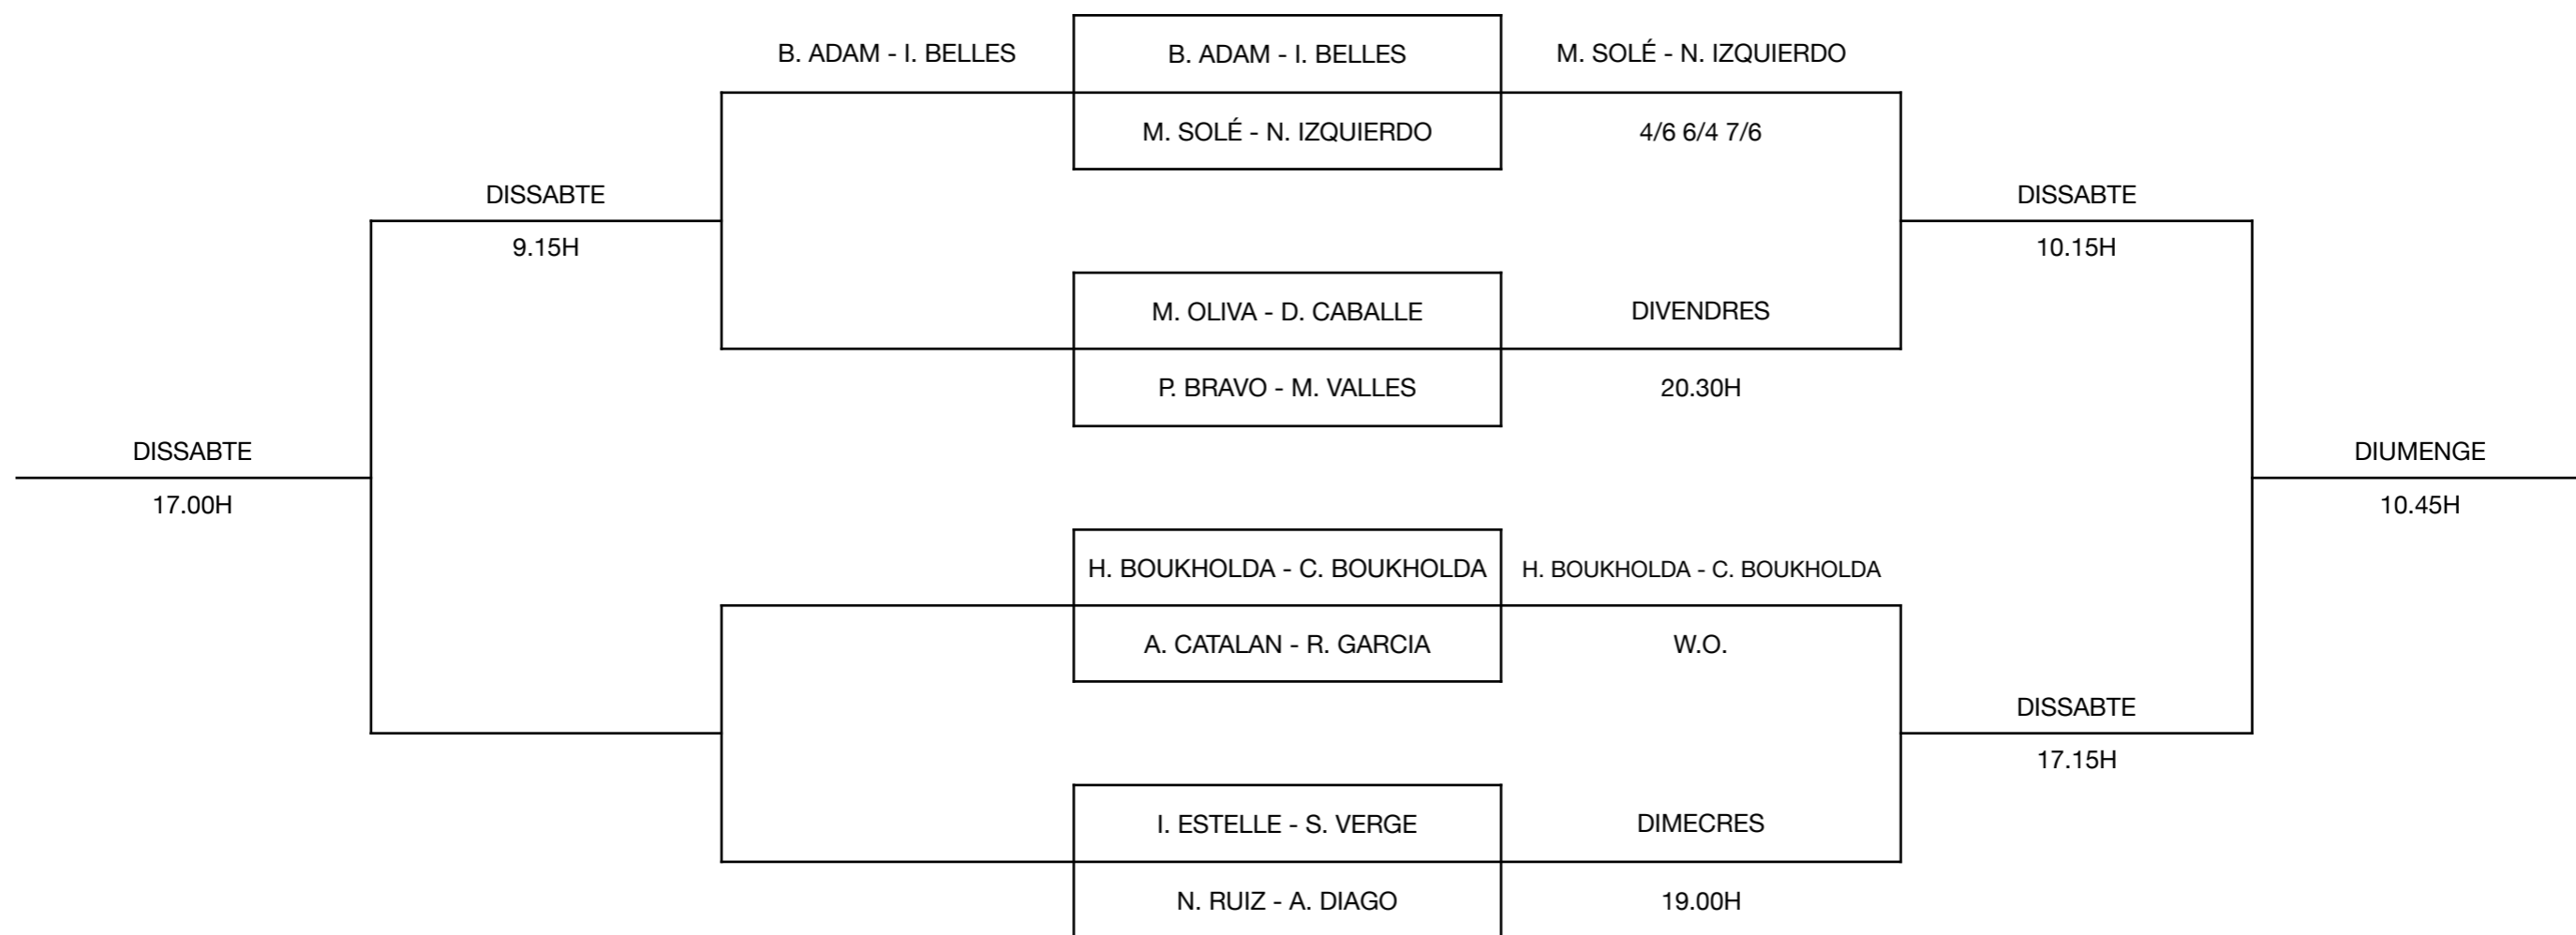 B. ADAM - I. BELLES
B. ADAM - I. BELLES
M. SOLÉ - N. IZQUIERDO
M. SOLÉ - N. IZQUIERDO
4/6 6/4 7/6
DISSABTE
9.15H
DISSABTE
10.15H
M. OLIVA - D. CABALLE
DIVENDRES
P. BRAVO - M. VALLES
20.30H
DISSABTE
17.00H
DIUMENGE
10.45H
H. BOUKHOLDA - C. BOUKHOLDA
H. BOUKHOLDA - C. BOUKHOLDA
A. CATALAN - R. GARCIA
W.O.
DISSABTE
17.15H
I. ESTELLE - S. VERGE
DIMECRES
N. RUIZ - A. DIAGO
19.00H